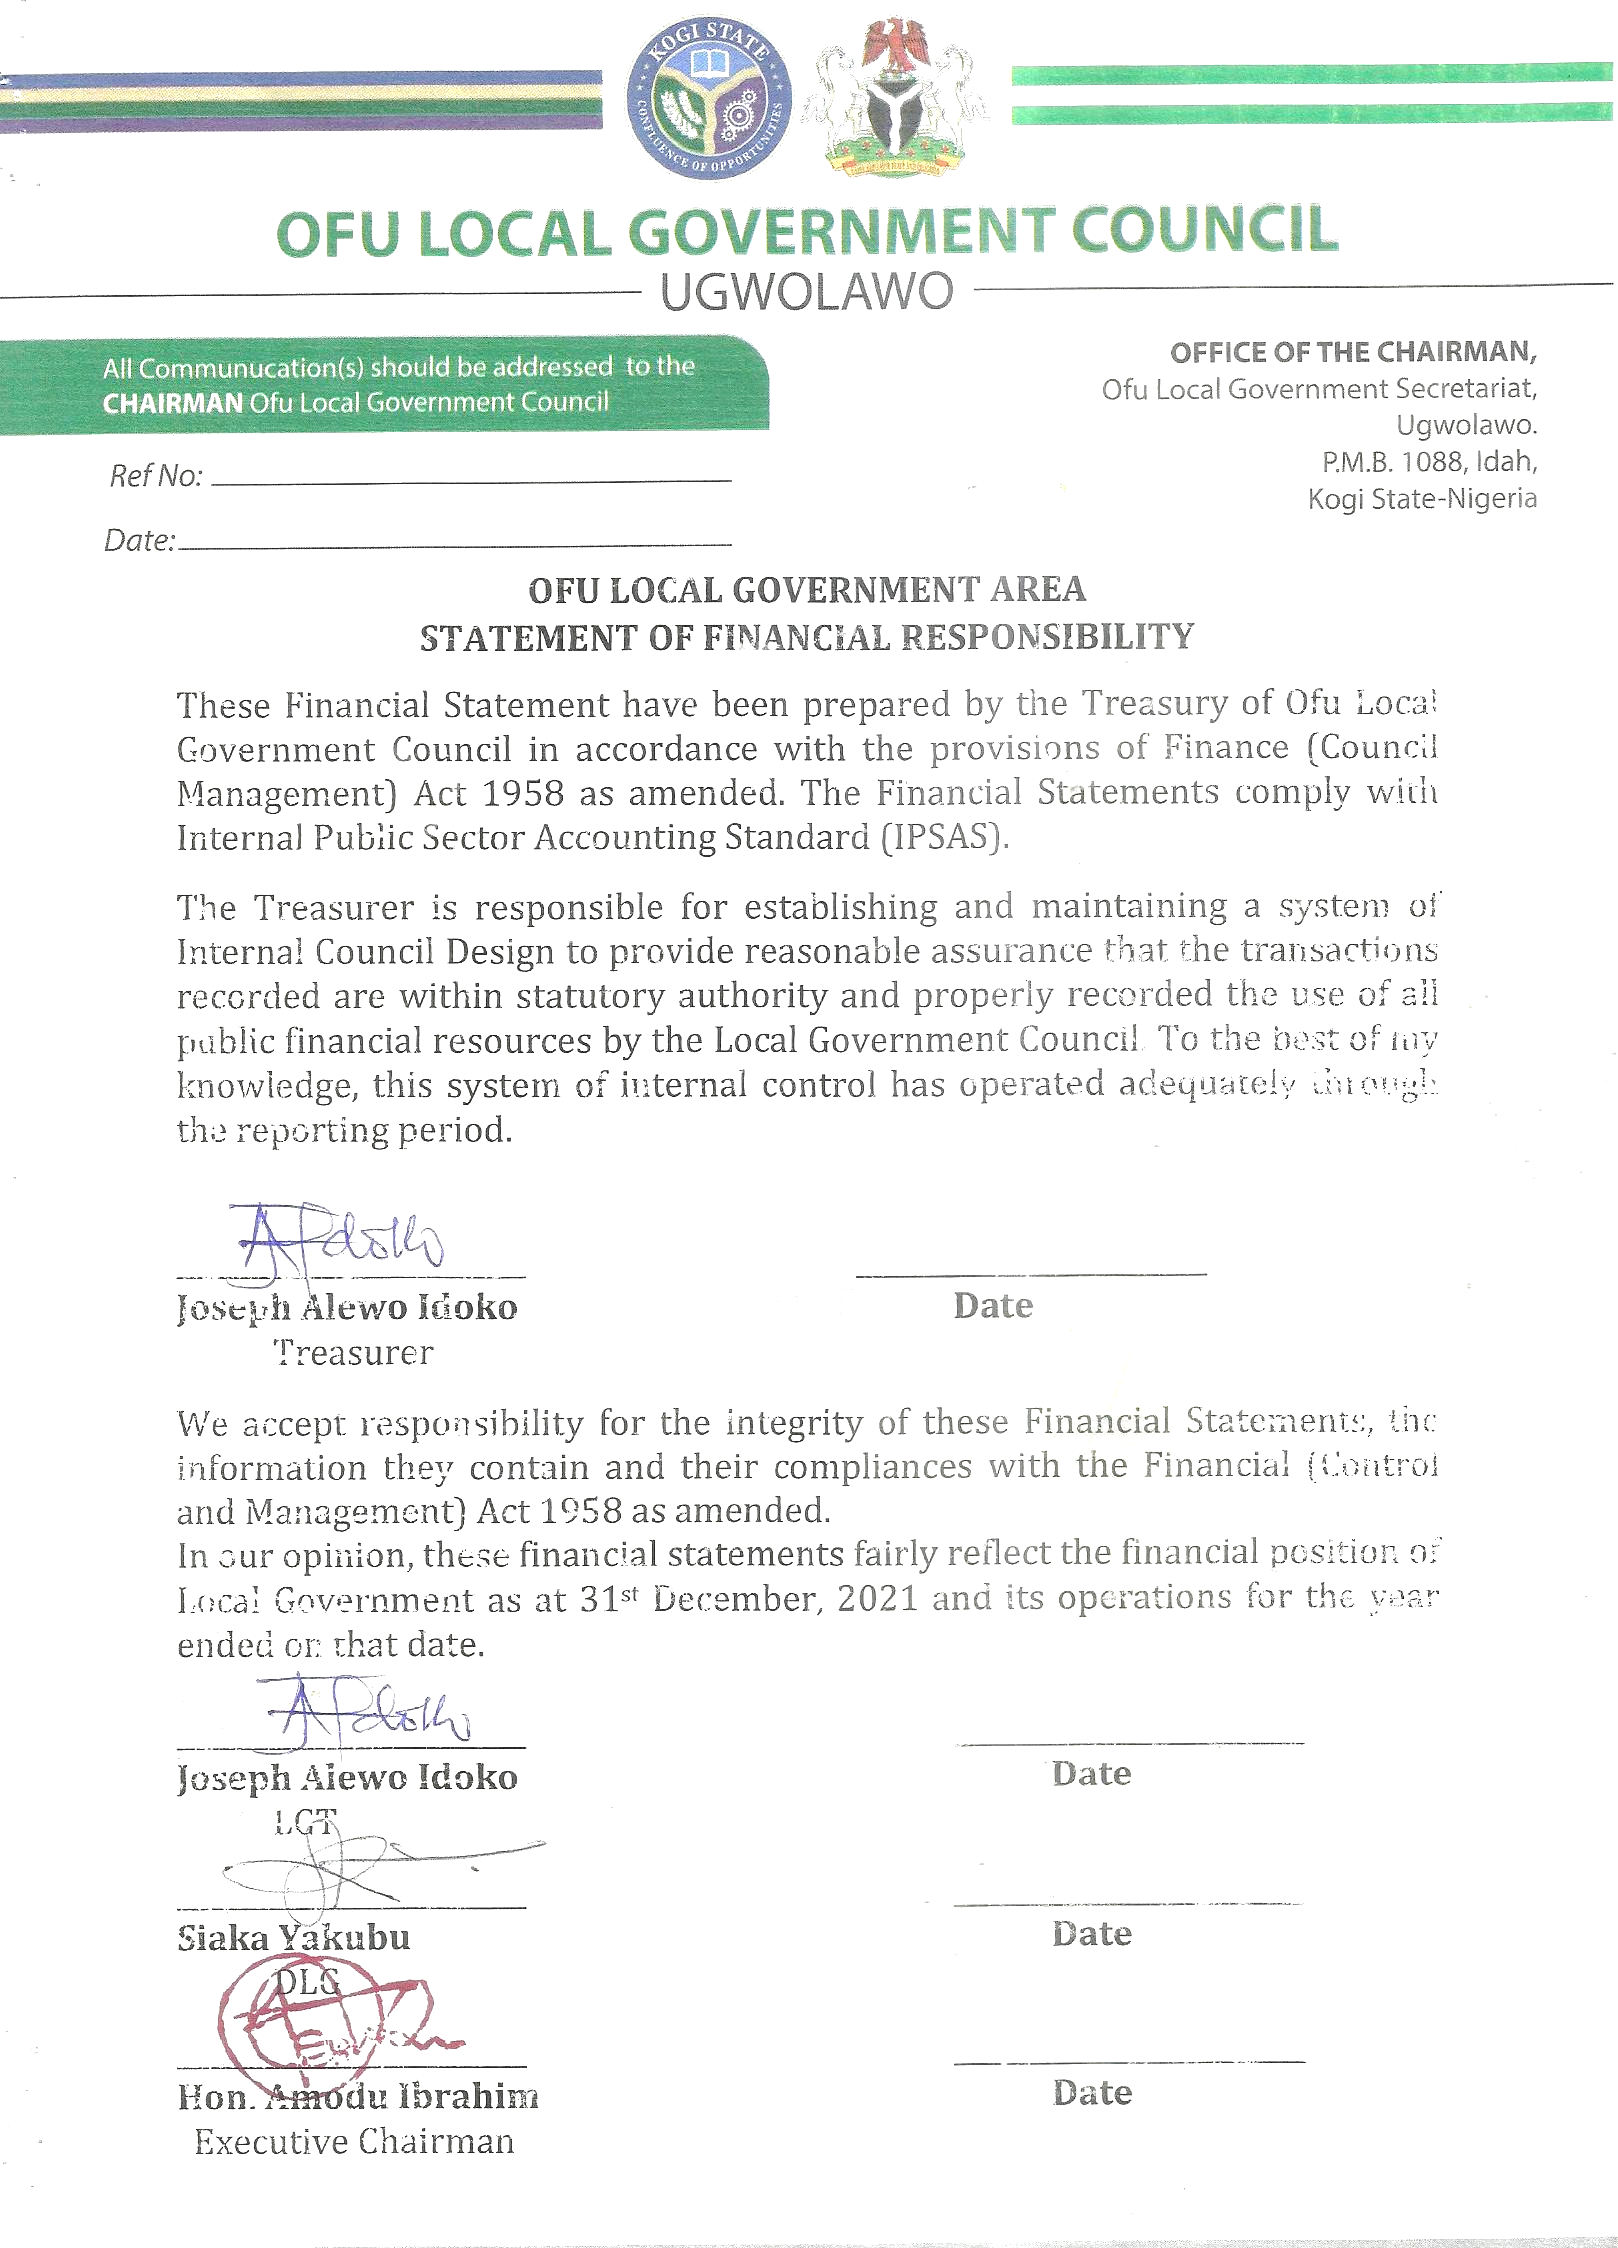 KOGI STATE
CONFLUENCE OF OPPORTUNITIES
OFU LOCAL GOVERNMENT COUNCIL
UGWOLAWO
All Communucation(s) should be addressed to the
CHAIRMAN Ofu Local Government Council
OFFICE OF THE CHAIRMAN,
Ofu Local Government Secretariat,
Ugwolawo.
P.M.B. 1088, Idah,
Kogi State-Nigeria
Ref No:
Date:
OFU LOCAL GOVERNMENT AREA
STATEMENT OF FINANCIAL RESPONSIBILITY
These Financial Statement have been prepared by the Treasury of Ofu Local
Government Council in accordance with the provisions of Finance (Council
Management) Act 1958 as amended. The Financial Statements comply with
Internal Public Sector Accounting Standard (IPSAS).
The Treasurer is responsible for establishing and maintaining a system of
Internal Council Design to provide reasonable assurance that the transactions
recorded are within statutory authority and properly recorded the use of all
public financial resources by the Local Government Council. To the best of my
knowledge, this system of internal control has operated adequately through
the reporting period.
Joseph Alewo Idoko
Date
Treasurer
We accept responsibility for the integrity of these Financial Statements, the
information they contain and their compliances with the Financial (Control
and Management) Act 1958 as amended.
In our opinion, these financial statements fairly reflect the financial position of
Local Government as at 31st December, 2021 and its operations for the year
ended on that date.
Joseph Alewo Idoko
Date
LGT
Siaka Yakubu
Date
DLG
Hon. Amodu Ibrahim
Date
Executive Chairman